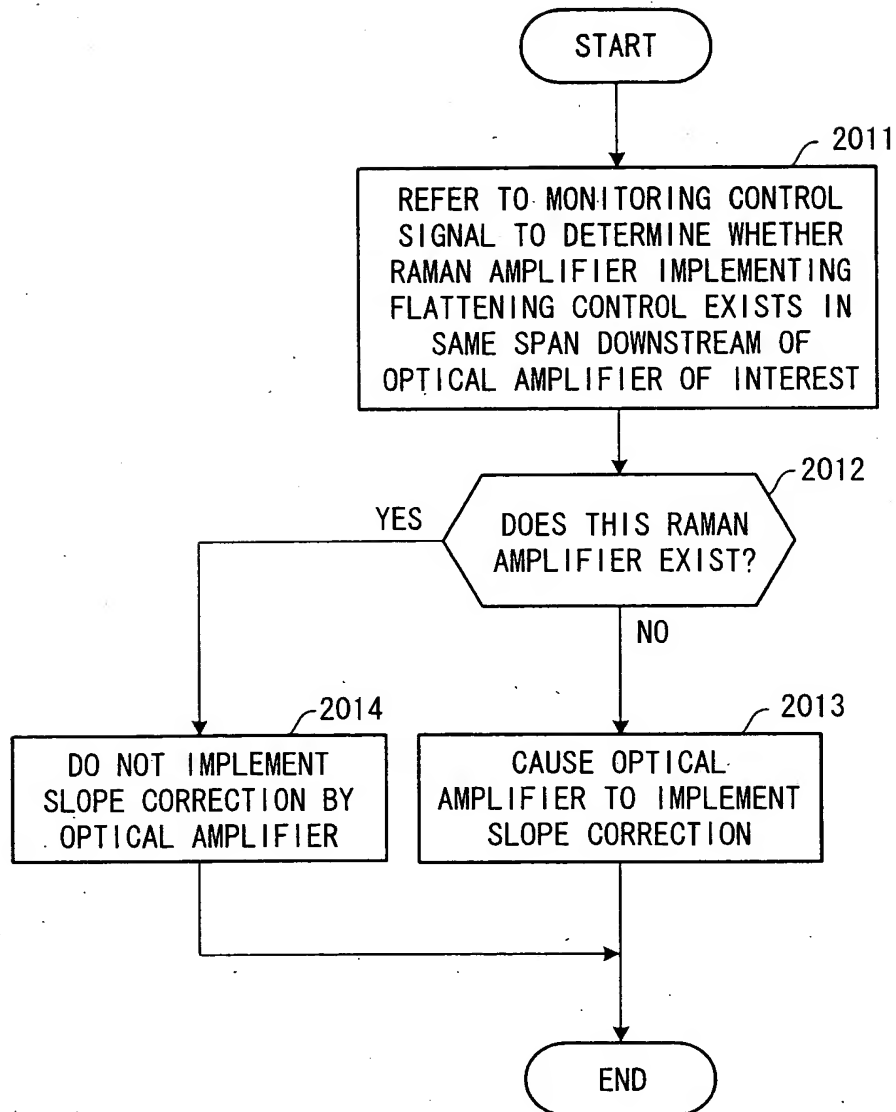 START
2011
REFER TO MONITORING CONTROL
SIGNAL TO DETERMINE WHETHER
RAMAN AMPLIFIER IMPLEMENTING
FLATTENING CONTROL EXISTS IN
SAME SPAN DOWNSTREAM OF
OPTICAL AMPLIFIER OF INTEREST
2012
YES
DOES THIS RAMAN
AMPLIFIER EXIST?
NO
2014
DO NOT IMPLEMENT
SLOPE CORRECTION BY
OPTICAL AMPLIFIER
2013
CAUSE OPTICAL
AMPLIFIER TO IMPLEMENT
SLOPE CORRECTION
END